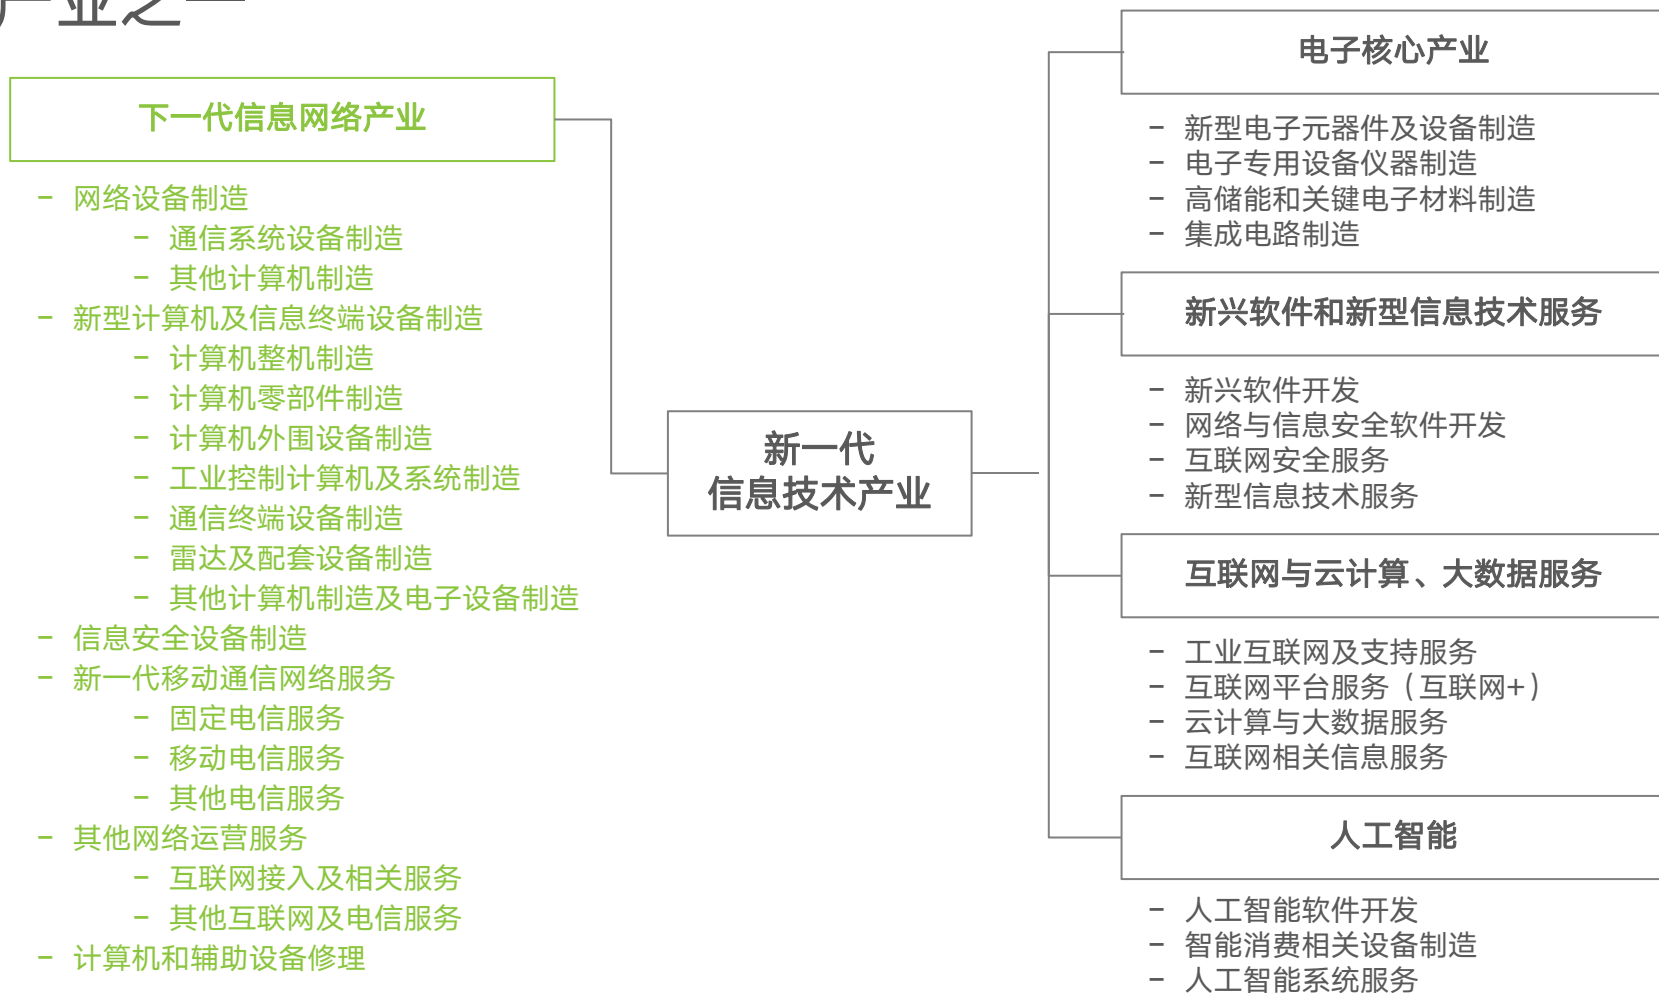 产业之一
下一代信息网络产业
- 网络设备制造
- 通信系统设备制造
- 其他计算机制造
- 新型计算机及信息终端设备制造
- 计算机整机制造
- 计算机零部件制造
- 计算机外围设备制造
- 工业控制计算机及系统制造
- 通信终端设备制造
- 雷达及配套设备制造
- 其他计算机制造及电子设备制造
- 信息安全设备制造
- 新一代移动通信网络服务
- 固定电信服务
- 移动电信服务
- 其他电信服务
- 其他网络运营服务
- 互联网接入及相关服务
- 其他互联网及电信服务
- 计算机和辅助设备修理
新一代
信息技术产业
电子核心产业
- 新型电子元器件及设备制造
- 电子专用设备仪器制造
- 高储能和关键电子材料制造
- 集成电路制造
新兴软件和新型信息技术服务
- 新兴软件开发
- 网络与信息安全软件开发
- 互联网安全服务
- 新型信息技术服务
互联网与云计算、大数据服务
- 工业互联网及支持服务
- 互联网平台服务（互联网+）
- 云计算与大数据服务
- 互联网相关信息服务
人工智能
- 人工智能软件开发
- 智能消费相关设备制造
- 人工智能系统服务